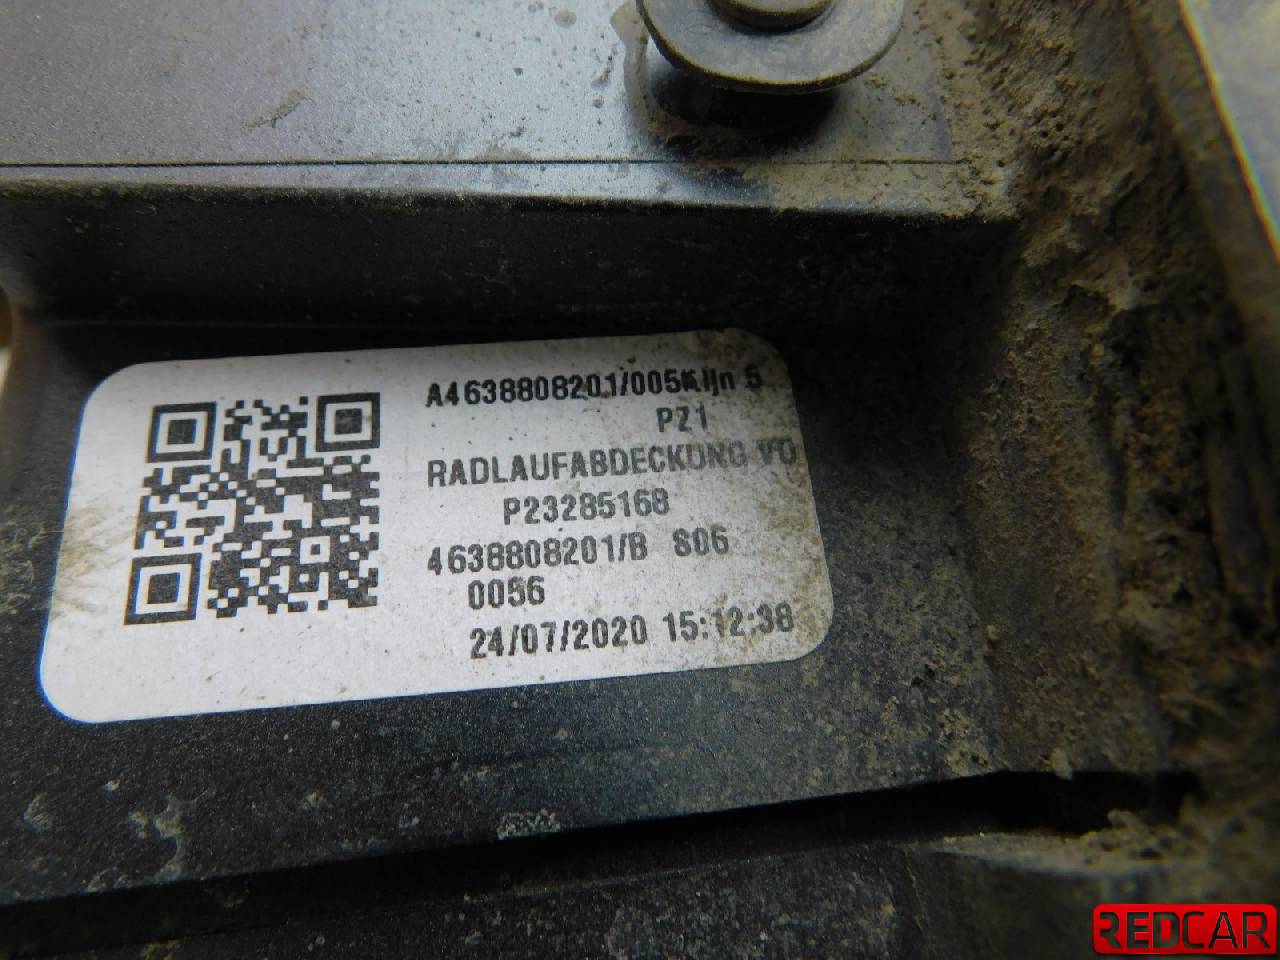 A4638808201/005Kljn 5
PZ1
RADLAUFABDECKUNG VO
P23285168
4638808201/B S06
0056
24/07/2020 15:12:38
REDCAR